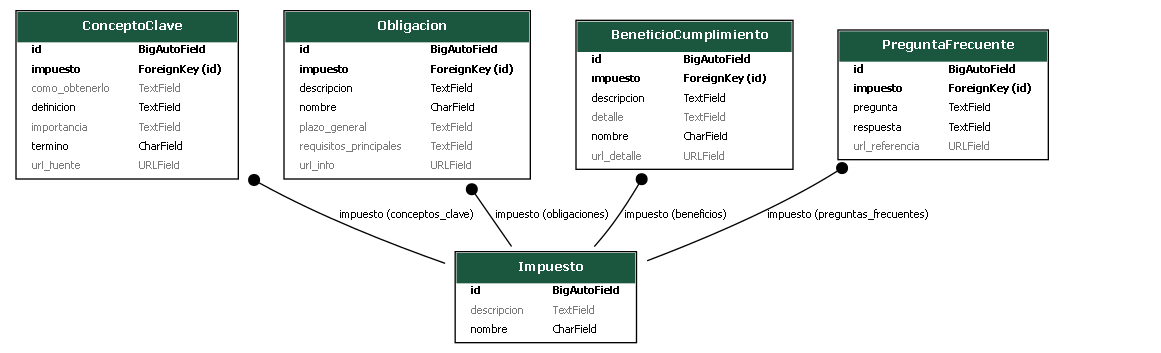 ConceptoClave
id BigAutoField
impuesto ForeignKey (id)
como_obtenerlo TextField
definicion TextField
importancia TextField
termino CharField
url_fuente URLField
Obligacion
id BigAutoField
impuesto ForeignKey (id)
descripcion TextField
nombre CharField
plazo_general TextField
requisitos_principales TextField
url_info URLField
BeneficioCumplimiento
id BigAutoField
impuesto ForeignKey (id)
descripcion TextField
detalle TextField
nombre CharField
url_detalle URLField
PreguntaFrecuente
id BigAutoField
impuesto ForeignKey (id)
pregunta TextField
respuesta TextField
url_referencia URLField
impuesto (conceptos_clave)
impuesto (obligaciones)
impuesto (beneficios)
impuesto (preguntas_frecuentes)
Impuesto
id BigAutoField
descripcion TextField
nombre CharField